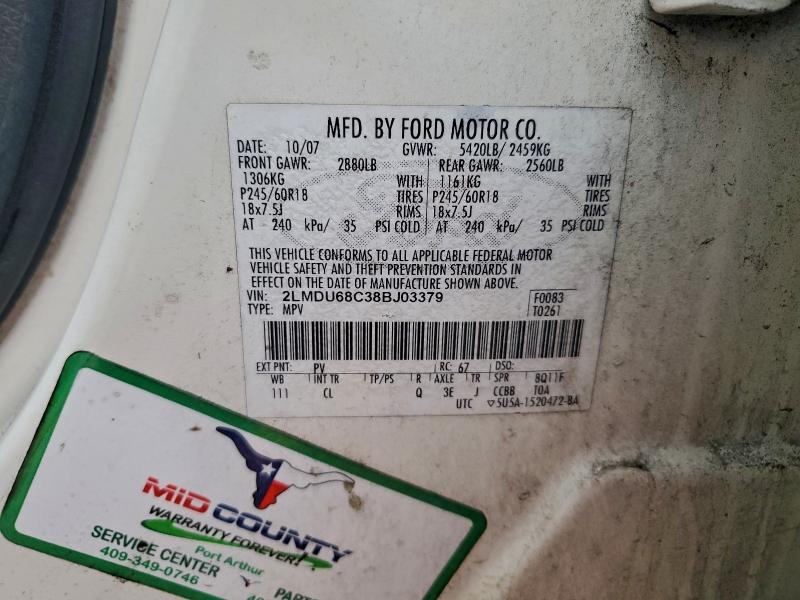 MFD. BY FORD MOTOR CO.
DATE: 10/07 GVWR: 5420LB/ 2459KG
FRONT GAWR: 2880LB REAR GAWR: 2560LB
1306KG WITH 1161KG WITH
P245/60R18 TIRES P245/60R18 TIRES
18x7.5J RIMS 18x7.5J RIMS
AT 240 kPa/ 35 PSI COLD AT 240 kPa/ 35 PSI COLD
THIS VEHICLE CONFORMS TO ALL APPLICABLE FEDERAL MOTOR
VEHICLE SAFETY AND THEFT PREVENTION STANDARDS IN
EFFECT ON THE DATE OF MANUFACTURE SHOWN ABOVE.
VIN: 2LMDU68C38BJ03379 F0083
TYPE: MPV T0261
EXT PNT: PV RC: 67 DSO:
WB INT TR TP/PS R AXLE TR SPR 8Q11F
111 CL Q 3E J CCBB T0A
UTC ▽5U5A-1520472-BA
MID COUNTY
WARRANTY FOREVER!
Port Arthur
SERVICE CENTER
409-349-0746